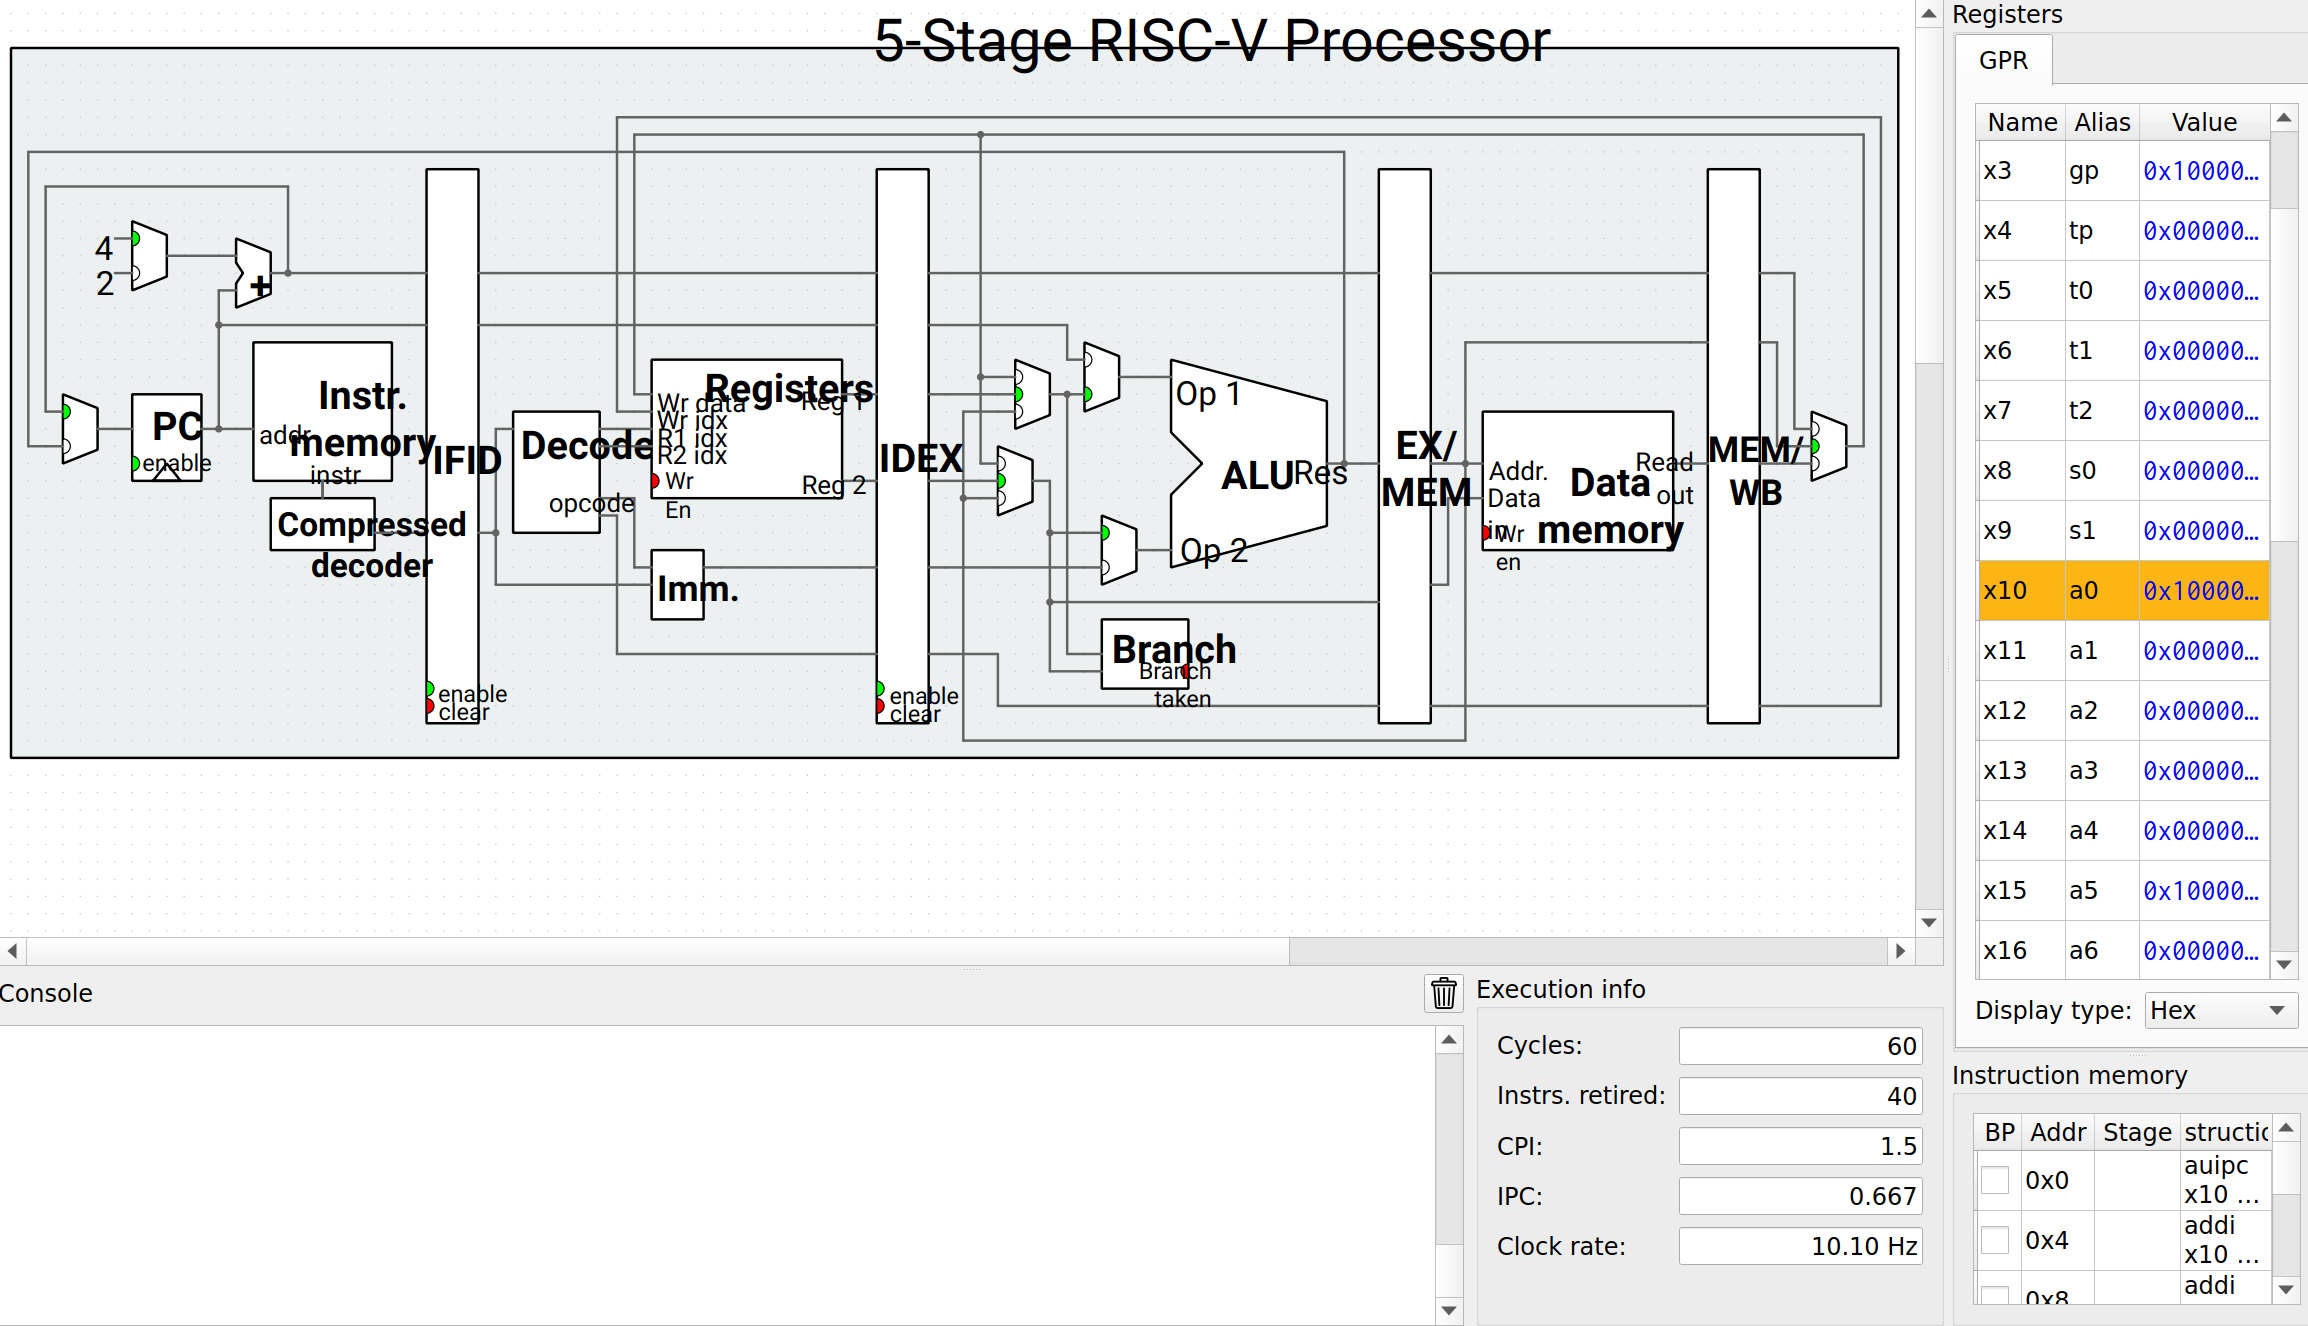 5-Stage RISC-V Processor
4
2
+
PC
enable
Instr.
memory
addr
instr
Compressed
decoder
IFID
enable
clear
Decode
opcode
Registers
Wr data
Wr idx
R1 idx
R2 idx
Wr
En
Reg 1
Reg 2
Imm.
IDEX
enable
clear
Op 1
Op 2
ALU
Res
Branch
Branch
taken
EX/
MEM
Addr.
Data
in
Wr
en
Data
memory
Read
out
MEM/
WB
Console
Execution info
Cycles: 60
Instrs. retired: 40
CPI: 1.5
IPC: 0.667
Clock rate: 10.10 Hz
Registers
GPR
Name Alias Value
x3 gp 0x10000…
x4 tp 0x00000…
x5 t0 0x00000…
x6 t1 0x00000…
x7 t2 0x00000…
x8 s0 0x00000…
x9 s1 0x00000…
x10 a0 0x10000…
x11 a1 0x00000…
x12 a2 0x00000…
x13 a3 0x00000…
x14 a4 0x00000…
x15 a5 0x10000…
x16 a6 0x00000…
Display type: Hex
Instruction memory
BP Addr Stage structio
0x0 auipc
x10 …
0x4 addi
x10 …
0x8 addi